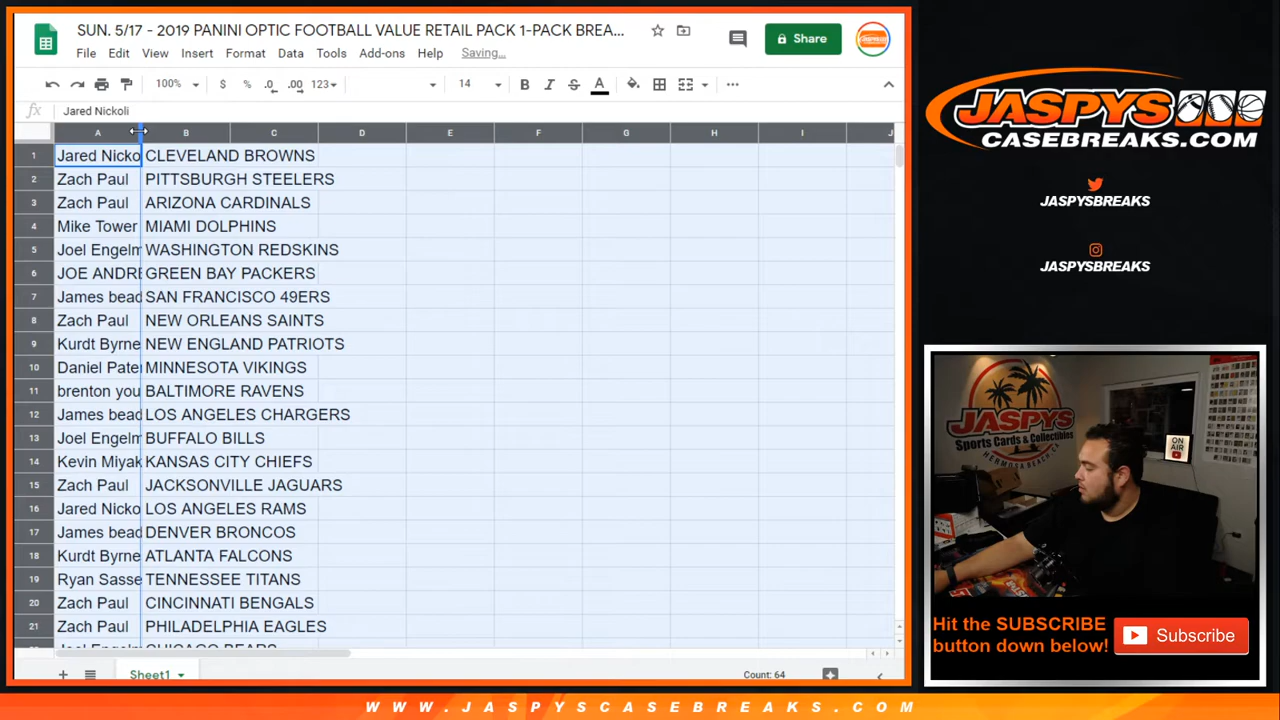 SUN. 5/17 - 2019 PANINI OPTIC FOOTBALL VALUE RETAIL PACK 1-PACK BREA...
File Edit View Insert Format Data Tools Add-ons Help Saving...
Share
100% $ % .0 .00 123 14 B I S A
fx Jared Nickoli
A B C D E F G H I J
1 Jared Nicko CLEVELAND BROWNS
2 Zach Paul PITTSBURGH STEELERS
3 Zach Paul ARIZONA CARDINALS
4 Mike Tower MIAMI DOLPHINS
5 Joel Engelm WASHINGTON REDSKINS
6 JOE ANDRE GREEN BAY PACKERS
7 James bead SAN FRANCISCO 49ERS
8 Zach Paul NEW ORLEANS SAINTS
9 Kurdt Byrne NEW ENGLAND PATRIOTS
10 Daniel Pater MINNESOTA VIKINGS
11 brenton you BALTIMORE RAVENS
12 James bead LOS ANGELES CHARGERS
13 Joel Engelm BUFFALO BILLS
14 Kevin Miyak KANSAS CITY CHIEFS
15 Zach Paul JACKSONVILLE JAGUARS
16 Jared Nicko LOS ANGELES RAMS
17 James bead DENVER BRONCOS
18 Kurdt Byrne ATLANTA FALCONS
19 Ryan Sasse TENNESSEE TITANS
20 Zach Paul CINCINNATI BENGALS
21 Zach Paul PHILADELPHIA EAGLES
Joel Engelm CHICAGO BEARS
Sheet1
Count: 64
JASPYS
CASEBREAKS.COM
JASPYSBREAKS
JASPYSBREAKS
JASPYS
Sports Cards & Collectibles
HERMOSA BEACH, CA
ON
AIR
Hit the SUBSCRIBE
button down below!
Subscribe
WWW.JASPYSCASEBREAKS.COM